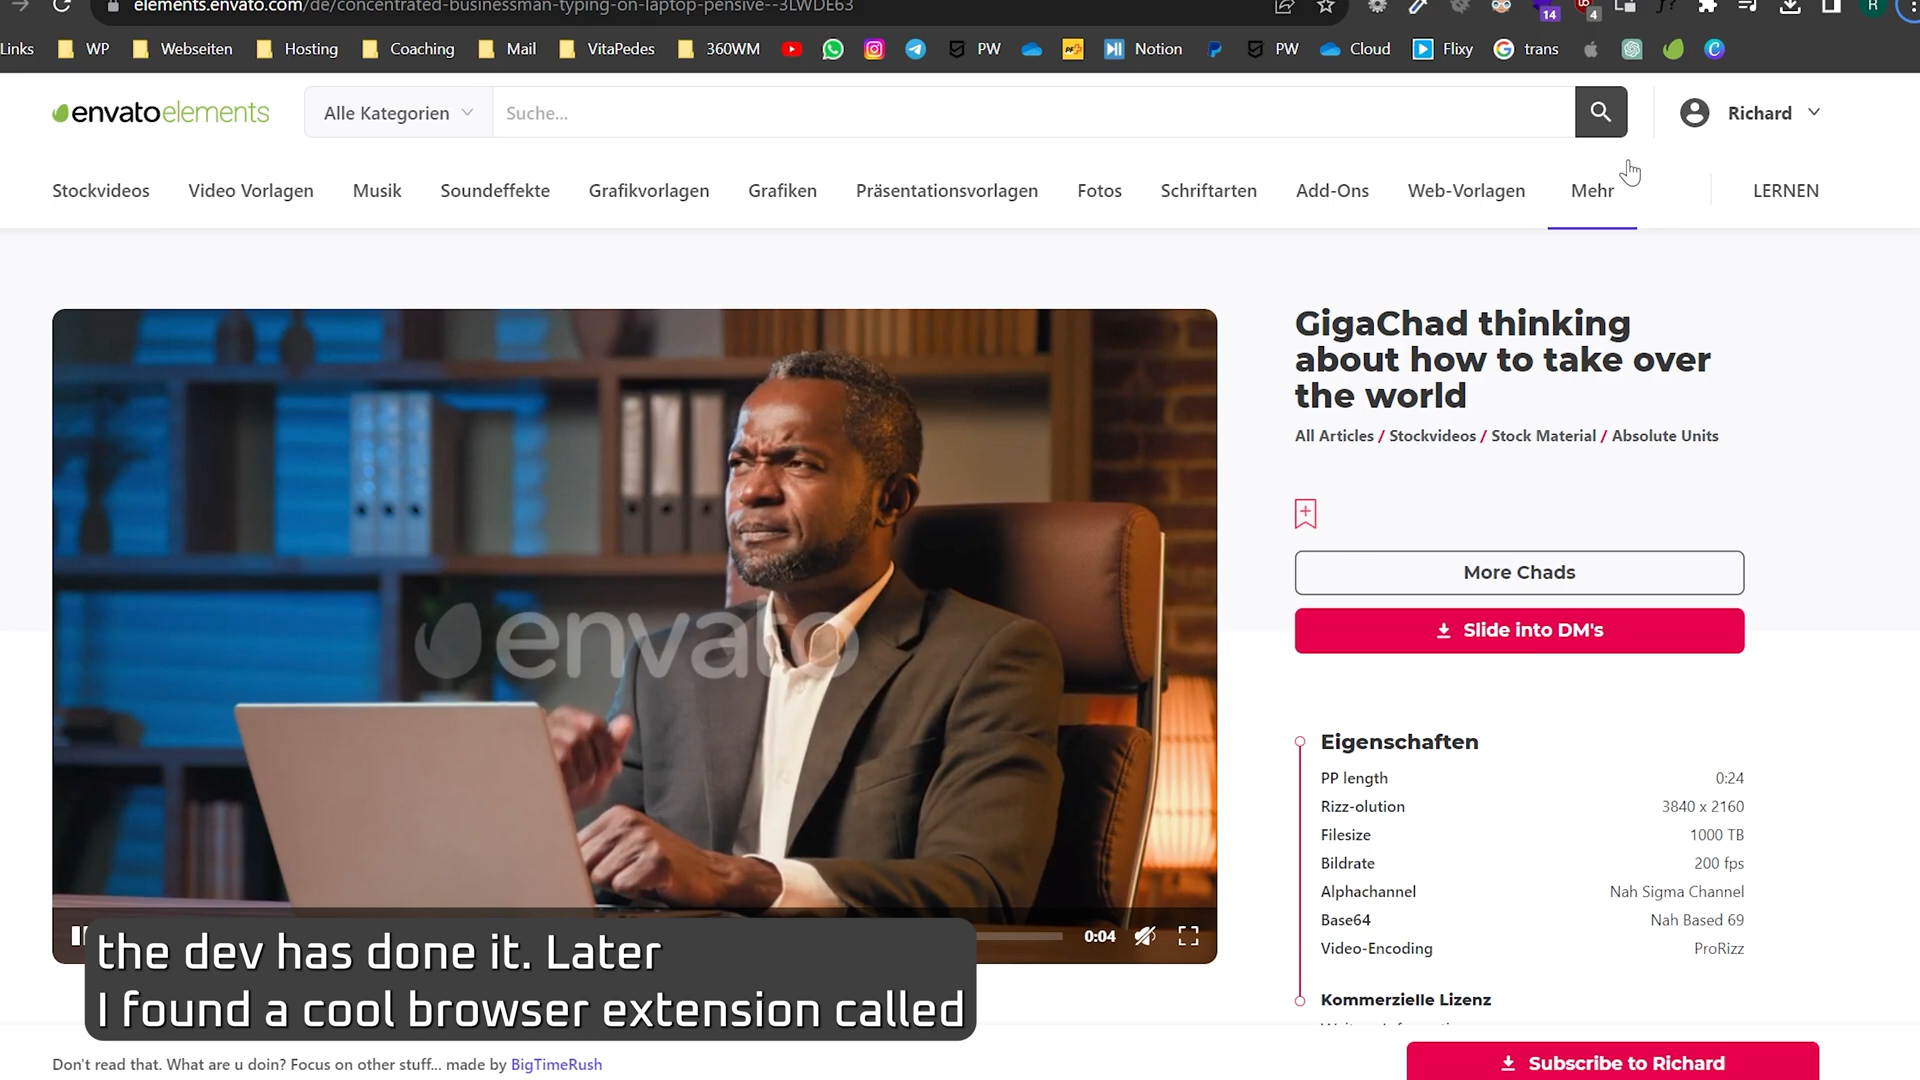 elements.envato.com/de/concentrated-businessman-typing-on-laptop-pensive--3LWDE63
14
4
R
Links WP Webseiten Hosting Coaching Mail VitaPedes 360WM PW PF Notion PW Cloud Flixy trans
envatoelements
Alle Kategorien
Suche...
Richard
Stockvideos Video Vorlagen Musik Soundeffekte Grafikvorlagen Grafiken Präsentationsvorlagen Fotos Schriftarten Add-Ons Web-Vorlagen Mehr LERNEN
GigaChad thinking
about how to take over
the world
All Articles / Stockvideos / Stock Material / Absolute Units
More Chads
Slide into DM's
envato
Eigenschaften
PP length 0:24
Rizz-olution 3840 x 2160
Filesize 1000 TB
Bildrate 200 fps
Alphachannel Nah Sigma Channel
Base64 Nah Based 69
Video-Encoding ProRizz
Kommerzielle Lizenz
0:04
the dev has done it. Later
I found a cool browser extension called
Don't read that. What are u doin? Focus on other stuff... made by BigTimeRush
Subscribe to Richard